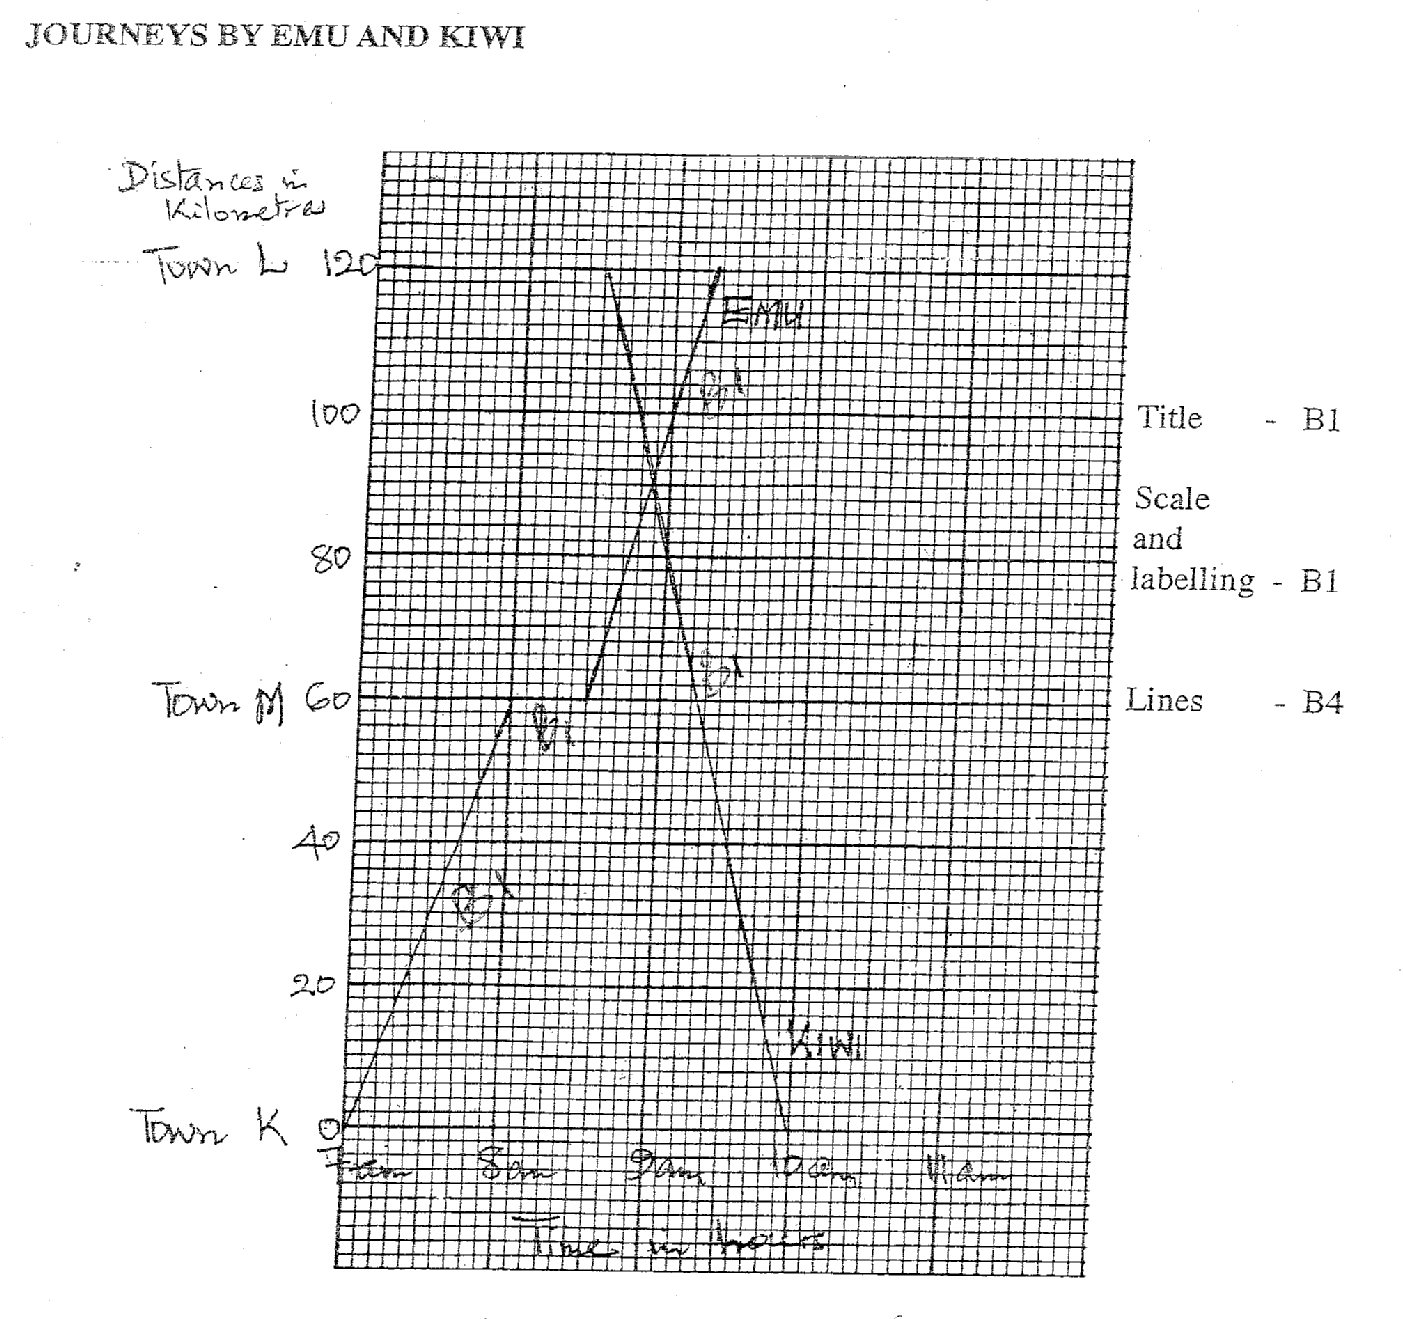 JOURNEYS BY EMU AND KIWI
Distances in
Kilometres
Town L 120
EMU
B1
100
Title - B1
Scale
and
80
labelling - B1
B1
Town M 60
Lines - B4
B1
40
B1
20
KIWI
Town K 0
7am 8am 9am 10am 11am
Time in hours